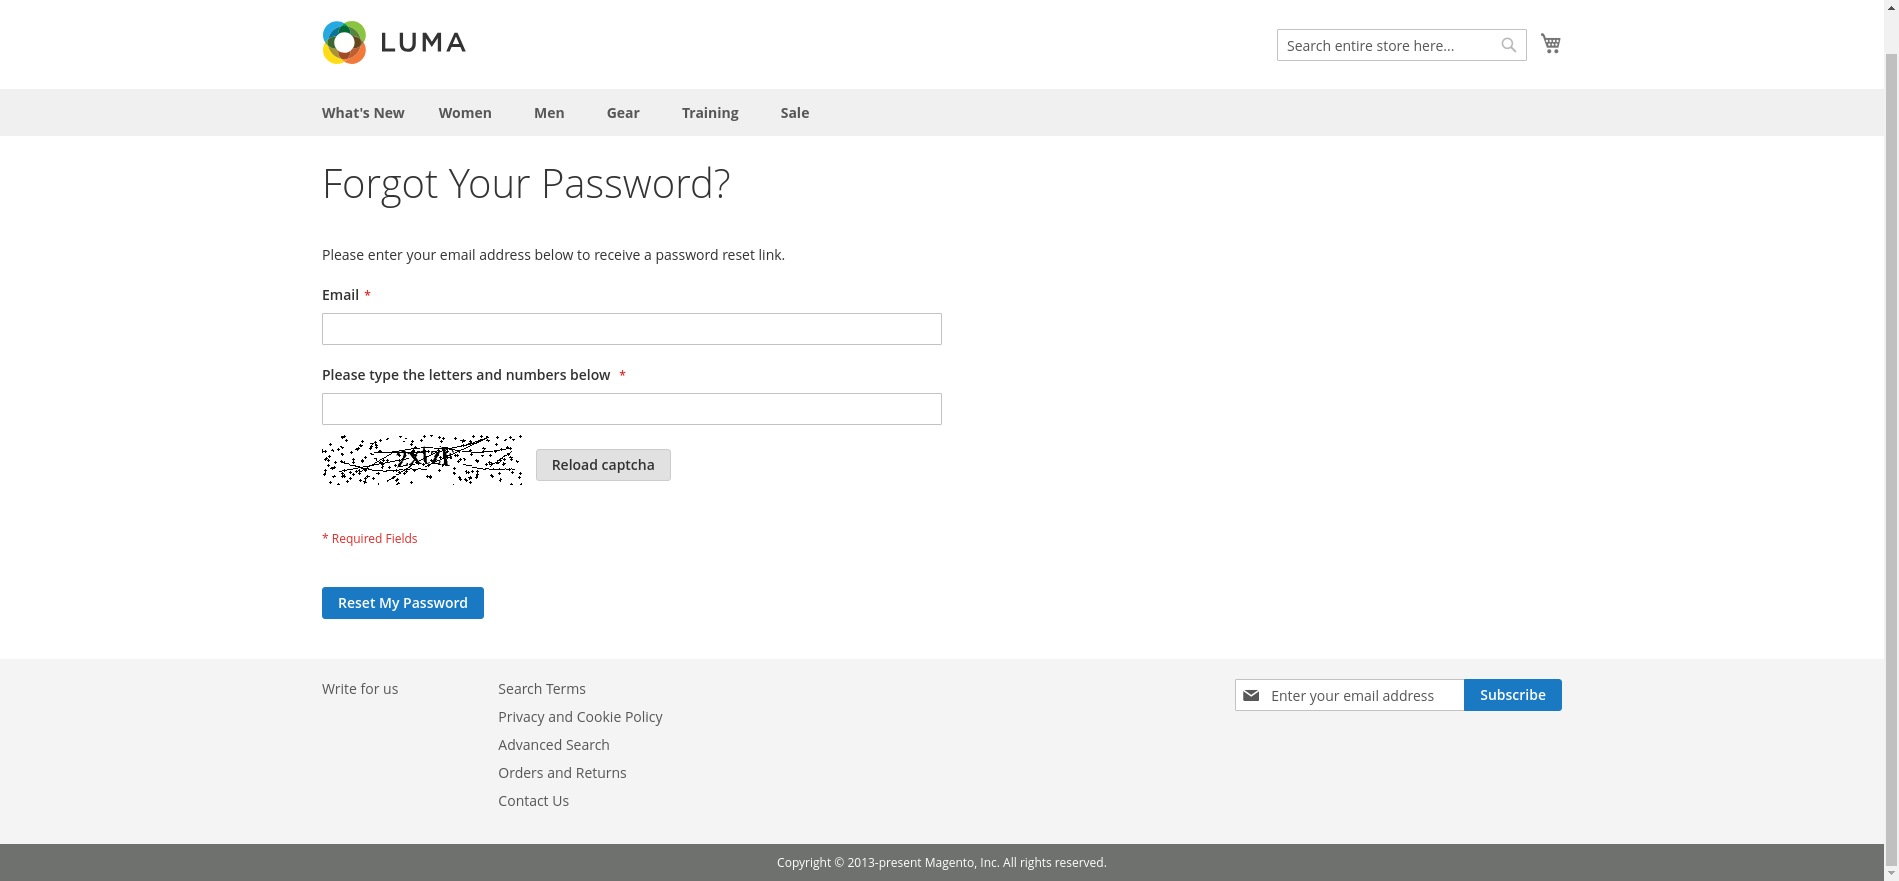 LUMA
Search entire store here...
What's New
Women
Men
Gear
Training
Sale
Forgot Your Password?
Please enter your email address below to receive a password reset link.
Email *
Please type the letters and numbers below *
Reload captcha
* Required Fields
Reset My Password
Write for us
Search Terms
Privacy and Cookie Policy
Advanced Search
Orders and Returns
Contact Us
Enter your email address
Subscribe
Copyright © 2013-present Magento, Inc. All rights reserved.